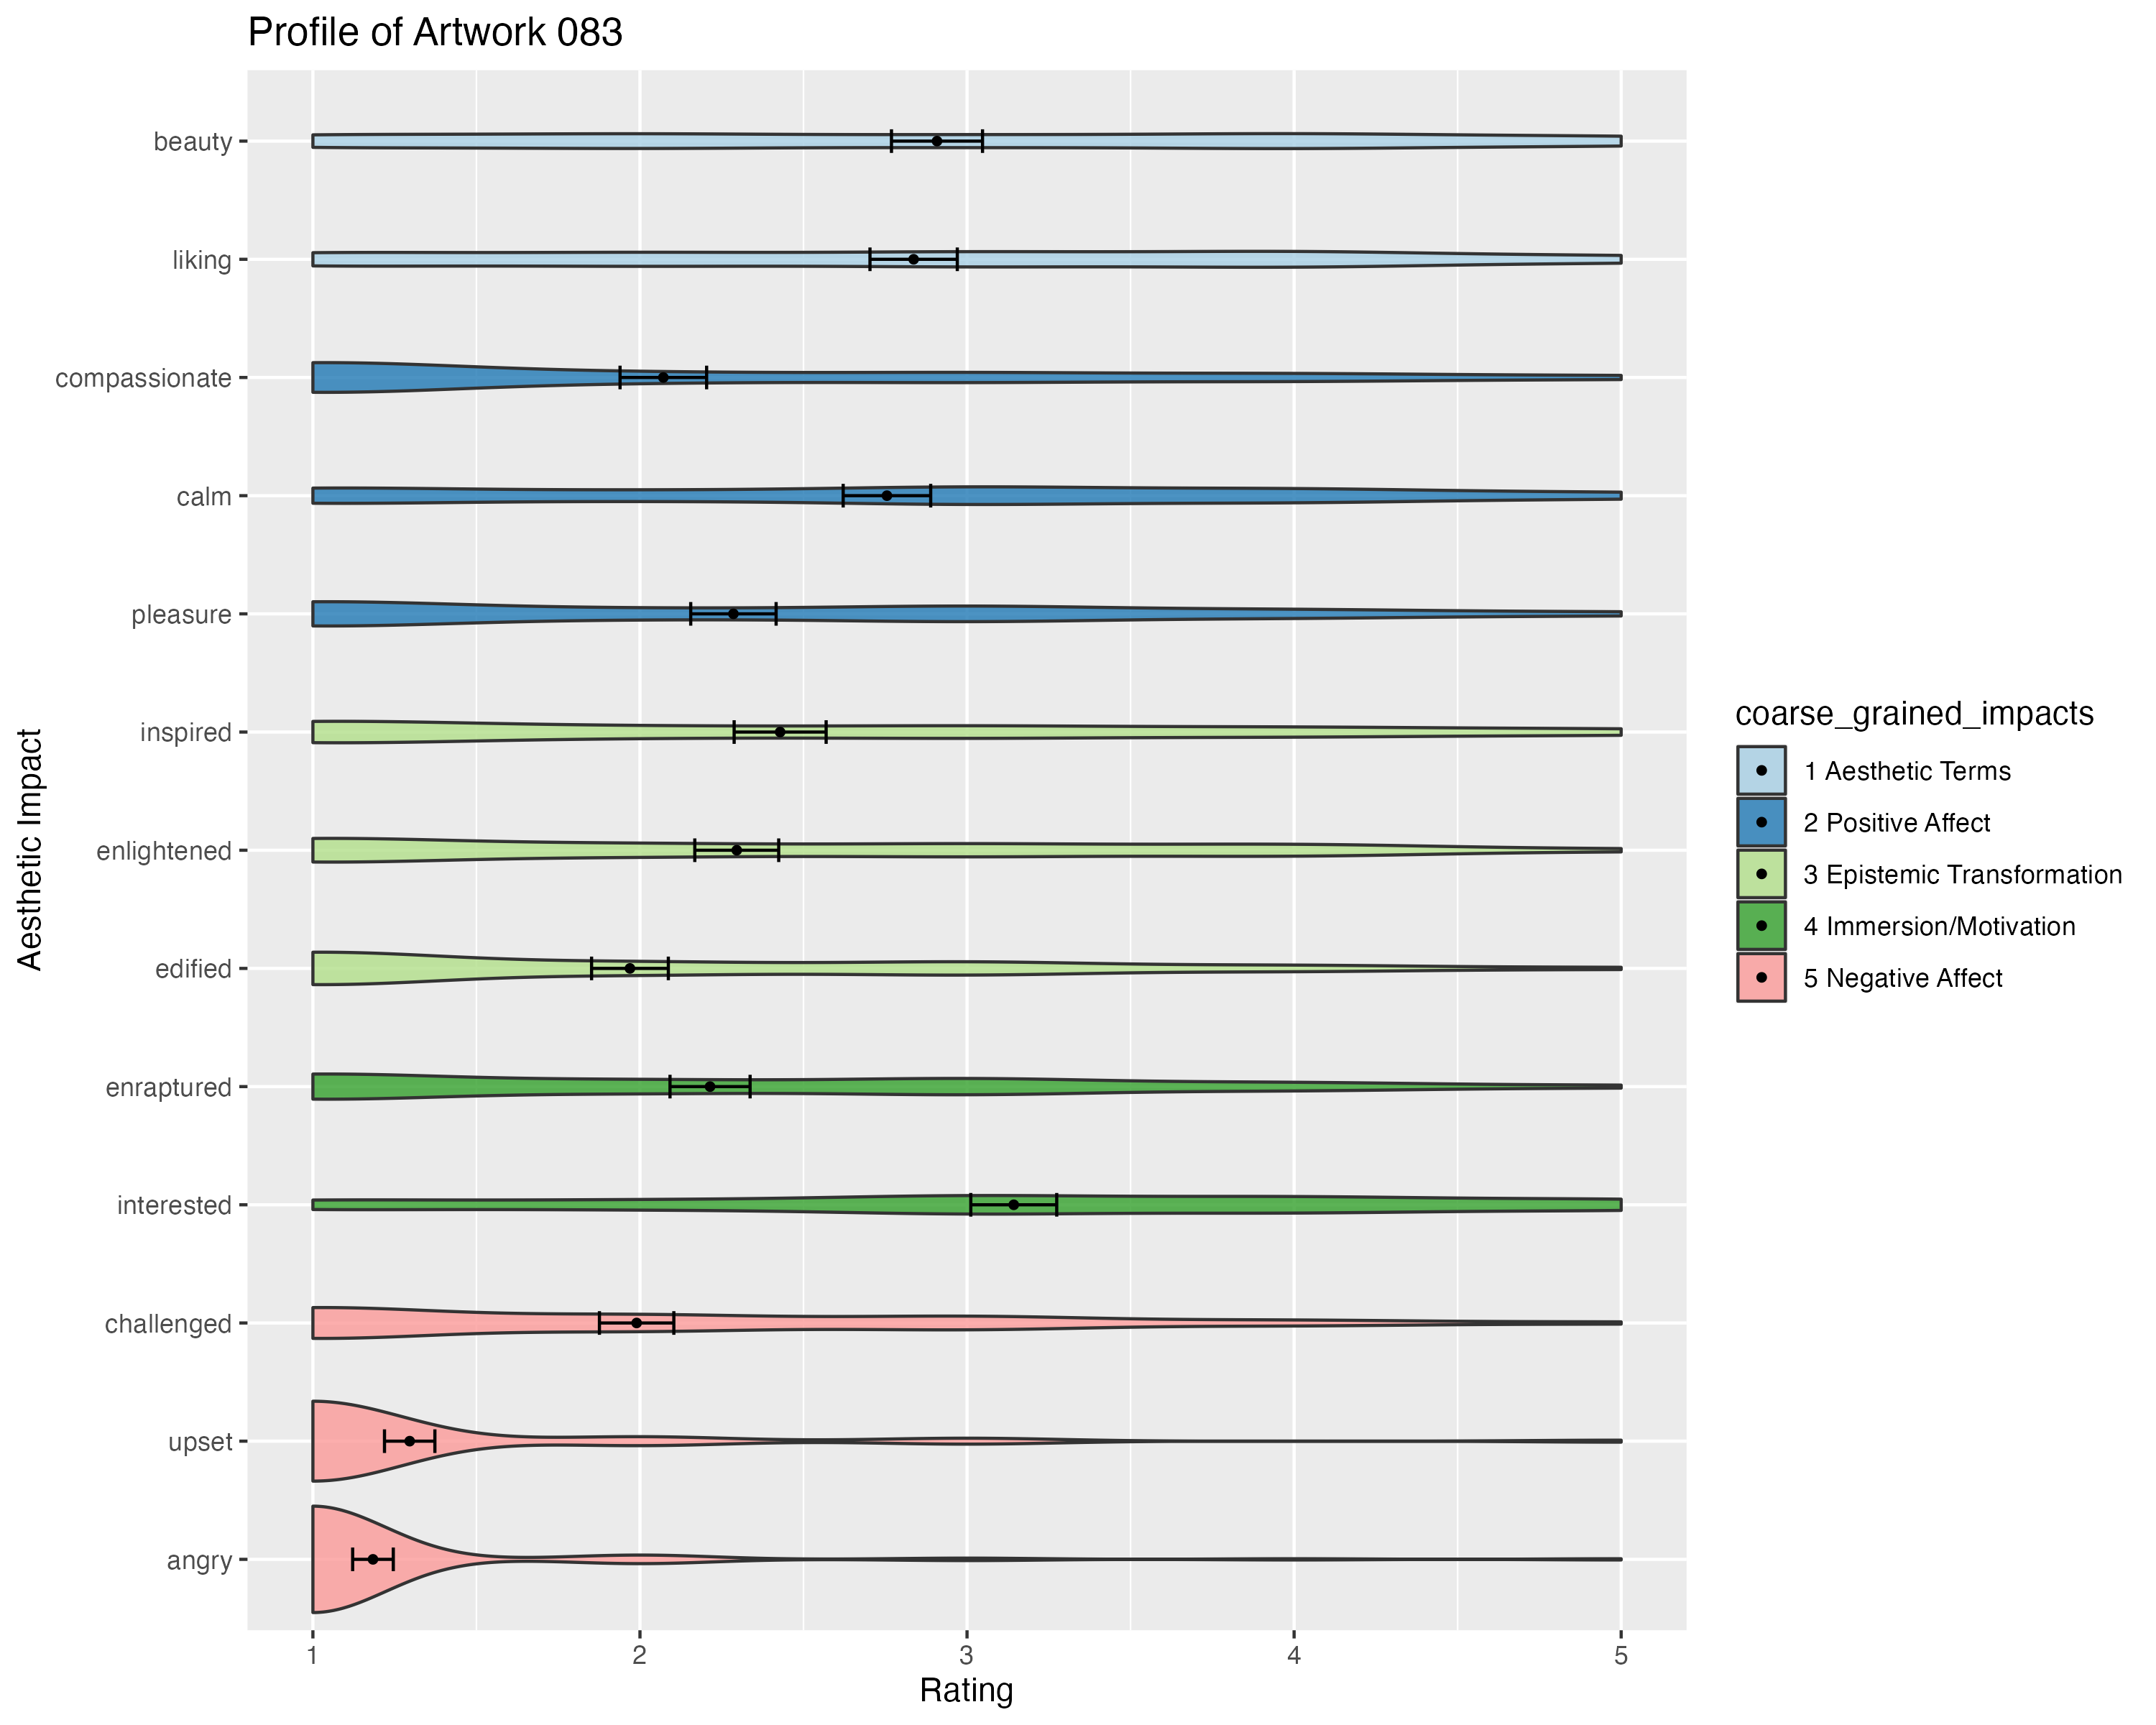 Profile of Artwork 083
Aesthetic Impact
beauty
liking
compassionate
calm
pleasure
inspired
enlightened
edified
enraptured
interested
challenged
upset
angry
1 2 3 4 5
Rating
coarse_grained_impacts
1 Aesthetic Terms
2 Positive Affect
3 Epistemic Transformation
4 Immersion/Motivation
5 Negative Affect